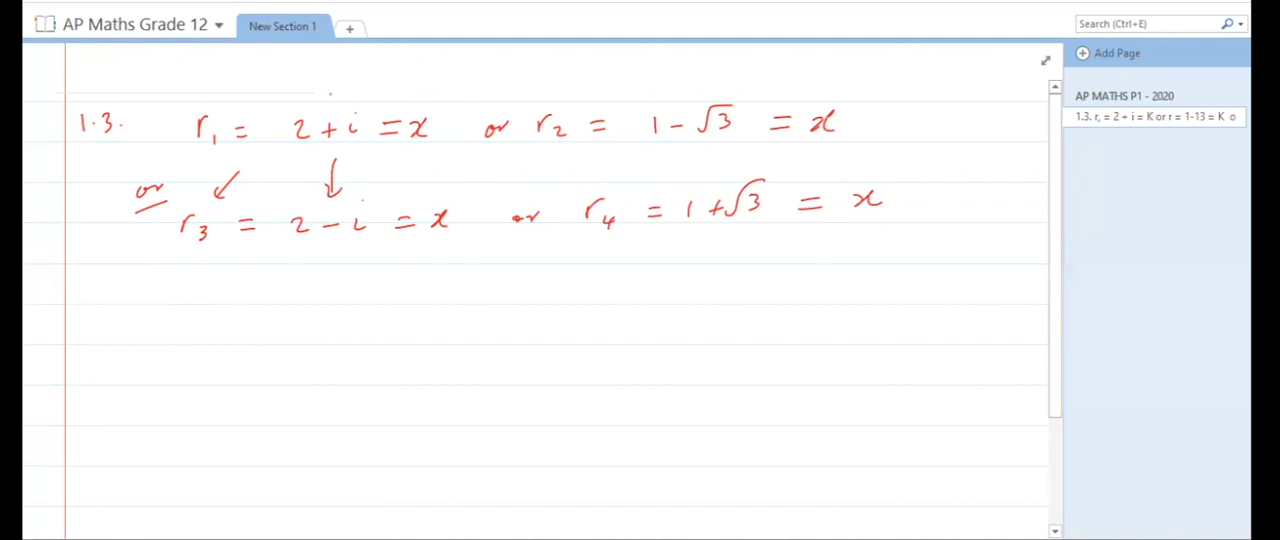 AP Maths Grade 12
New Section 1
Search (Ctrl+E)
Add Page
AP MATHS P1 - 2020
1.3. r, = 2 + i = K or r = 1-13 = K
1.3. r₁ = 2 + i = x or r₂ = 1 - √3 = x
or
r₃ = 2 - i = x or r₄ = 1 + √3 = x